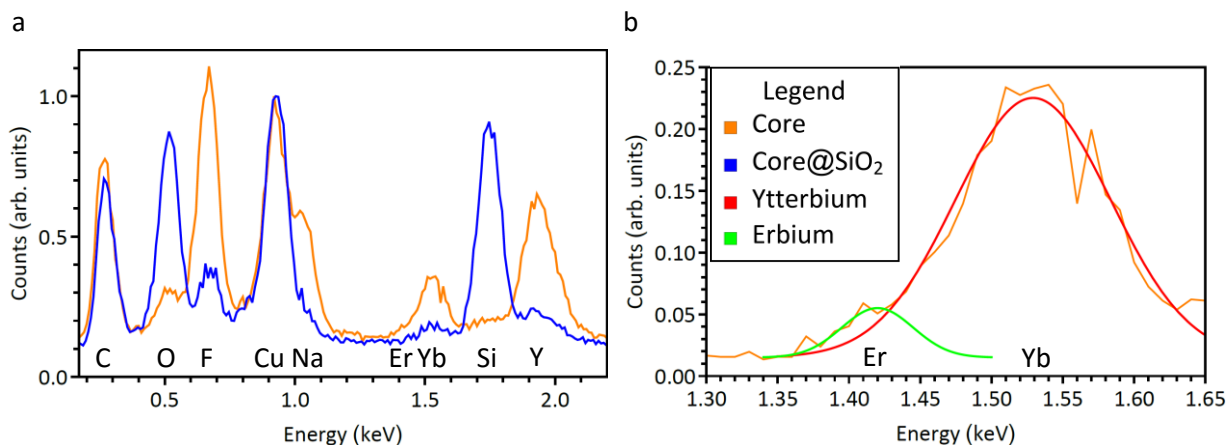 a
Counts (arb. units)
1.0
0.5
0.0
C O F Cu Na Er Yb Si Y
0.5 1.0 1.5 2.0
Energy (keV)
b
Counts (arb. units)
0.25
0.20
0.15
0.10
0.05
0.00
Legend
Core
Core@SiO₂
Ytterbium
Erbium
Er Yb
1.30 1.35 1.40 1.45 1.50 1.55 1.60 1.65
Energy (keV)